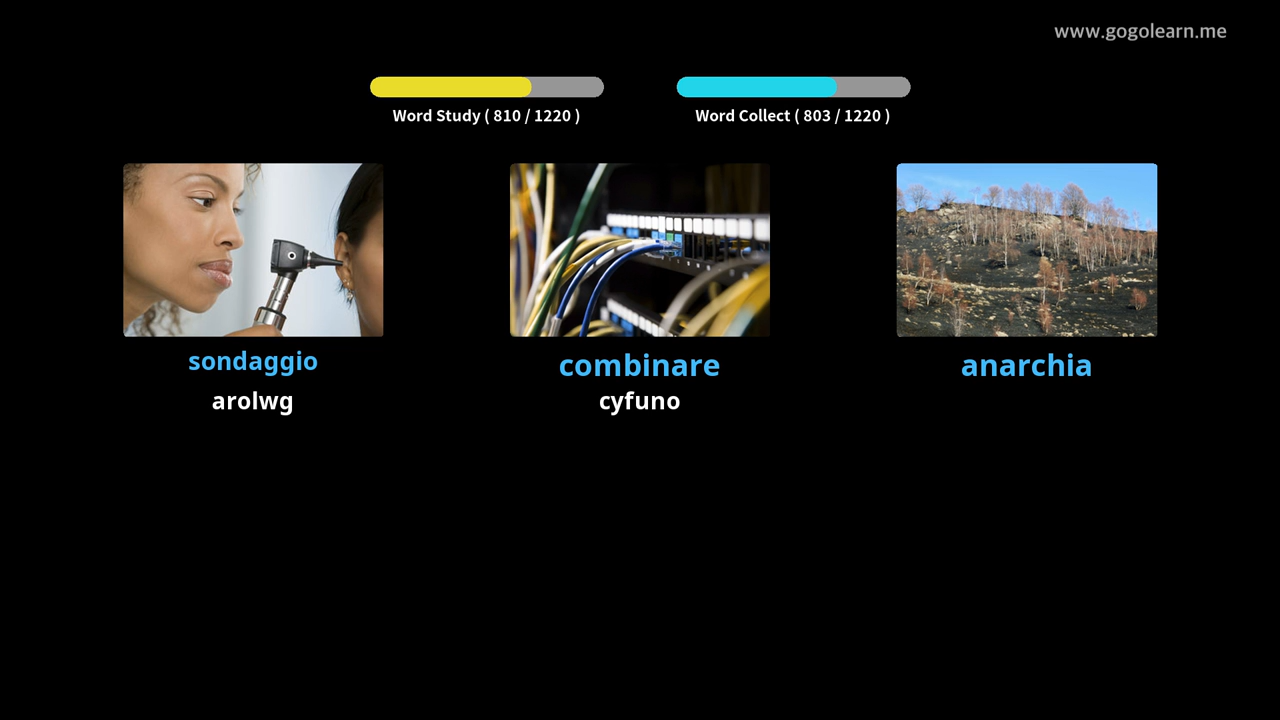 www.gogolearn.me
Word Study ( 810 / 1220 )
Word Collect ( 803 / 1220 )
sondaggio
arolwg
combinare
cyfuno
anarchia